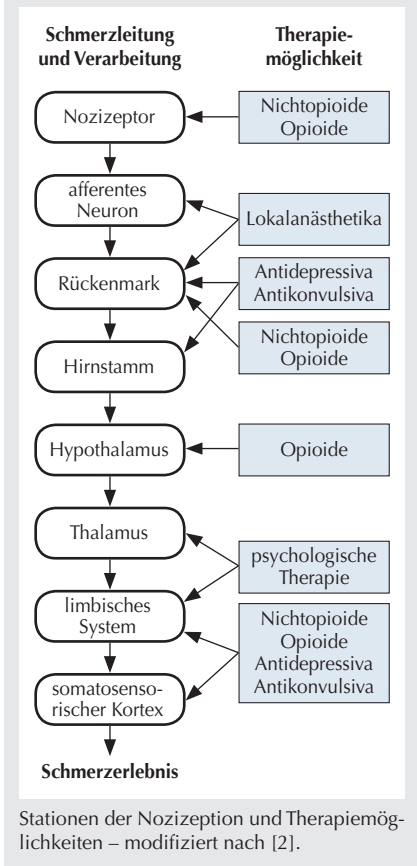 Schmerzleitung
und Verarbeitung
Therapie-
möglichkeit
Nozizeptor
Nichtopioide
Opioide
afferentes
Neuron
Lokalanästhetika
Rückenmark
Antidepressiva
Antikonvulsiva
Nichtopioide
Opioide
Hirnstamm
Hypothalamus
Opioide
Thalamus
psychologische
Therapie
limbisches
System
Nichtopioide
Opioide
Antidepressiva
Antikonvulsiva
somatosenso-
rischer Kortex
Schmerzerlebnis
Stationen der Nozizeption und Therapiemög-
lichkeiten – modifiziert nach [2].